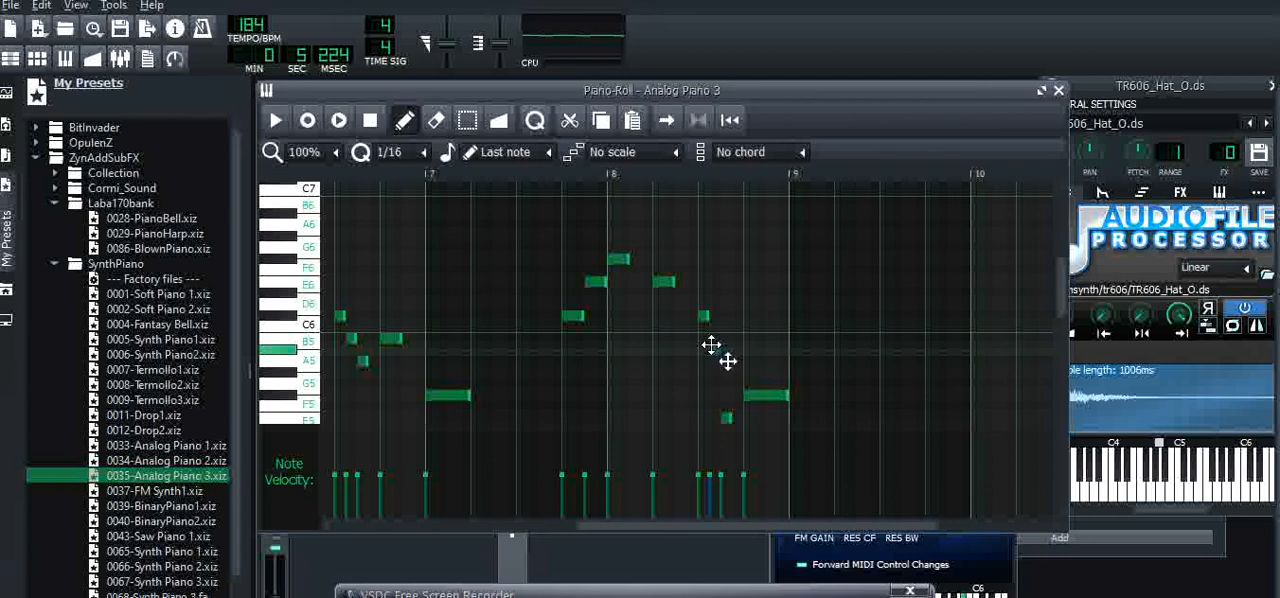 File Edit View Tools Help
184
TEMPO/BPM
0 5 224
MIN SEC MSEC
4
4
TIME SIG
CPU
My Presets
My Presets
BitInvader
OpulenZ
ZynAddSubFX
Collection
Cormi_Sound
Laba170bank
0028-PianoBell.xiz
0029-PianoHarp.xiz
0086-BlownPiano.xiz
SynthPiano
--- Factory files ---
0001-Soft Piano 1.xiz
0002-Soft Piano 2.xiz
0004-Fantasy Bell.xiz
0005-Synth Piano1.xiz
0006-Synth Piano2.xiz
0007-Termollo1.xiz
0008-Termollo2.xiz
0009-Termollo3.xiz
0011-Drop1.xiz
0012-Drop2.xiz
0033-Analog Piano 1.xiz
0034-Analog Piano 2.xiz
0035-Analog Piano 3.xiz
0037-FM Synth1.xiz
0039-BinaryPiano1.xiz
0040-BinaryPiano2.xiz
0043-Saw Piano 1.xiz
0065-Synth Piano 1.xiz
0066-Synth Piano 2.xiz
0067-Synth Piano 3.xiz
Piano-Roll - Analog Piano 3
100% Q 1/16 Last note No scale No chord
7 8 9 10
C7
B6
A6
G6
F6
E6
D6
C6
B5
A5
G5
F5
E5
Note
Velocity:
TR606_Hat_O.ds
RAL SETTINGS
606_Hat_O.ds
1 0
PAN PITCH RANGE FX SAVE
FX
AUDIO FILE
PROCESSOR
Linear
nsynth/tr606/TR606_Hat_O.ds
ple length: 1006ms
C4 C5 C6
Add
FM GAIN RES CF RES BW
Forward MIDI Control Changes
C6
VSDC Free Screen Recorder